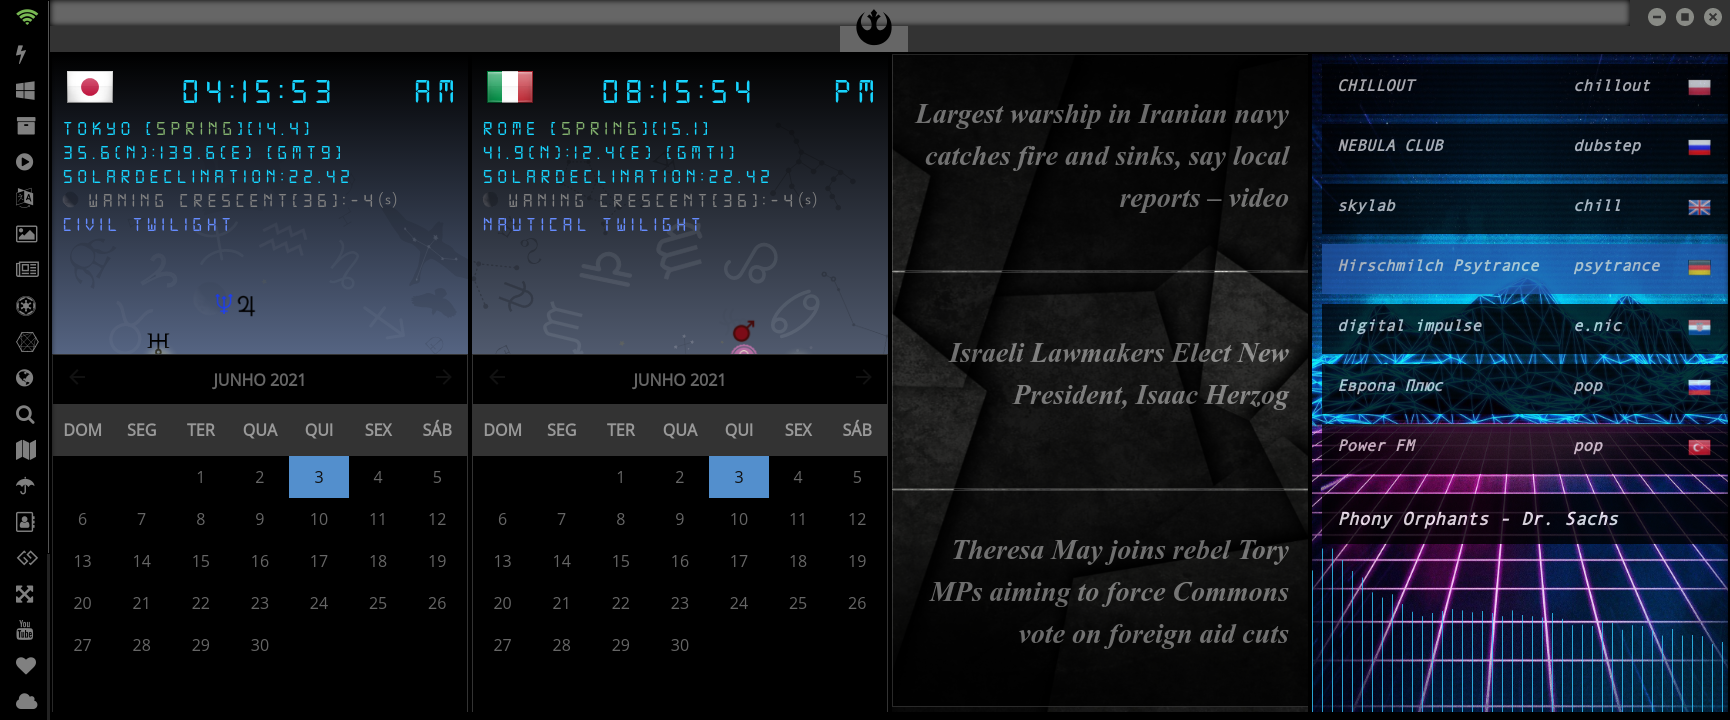 04:15:53 AM
TOKYO [SPRING][14.4]
35.6(N):139.6(E) [GMT9]
SOLARDECLINATION:22.42
WANING CRESCENT[36]:-4(s)
CIVIL TWILIGHT
JUNHO 2021
DOM SEG TER QUA QUI SEX SÁB
1 2 3 4 5
6 7 8 9 10 11 12
13 14 15 16 17 18 19
20 21 22 23 24 25 26
27 28 29 30
08:15:54 PM
ROME [SPRING][15.1]
41.9(N):12.4(E) [GMT1]
SOLARDECLINATION:22.42
WANING CRESCENT[36]:-4(s)
NAUTICAL TWILIGHT
JUNHO 2021
DOM SEG TER QUA QUI SEX SÁB
1 2 3 4 5
6 7 8 9 10 11 12
13 14 15 16 17 18 19
20 21 22 23 24 25 26
27 28 29 30
Largest warship in Iranian navy
catches fire and sinks, say local
reports – video
Israeli Lawmakers Elect New
President, Isaac Herzog
Theresa May joins rebel Tory
MPs aiming to force Commons
vote on foreign aid cuts
CHILLOUT chillout
NEBULA CLUB dubstep
skylab chill
Hirschmilch Psytrance psytrance
digital impulse e.nic
Европа Плюс pop
Power FM pop
Phony Orphants - Dr. Sachs
You
Tube